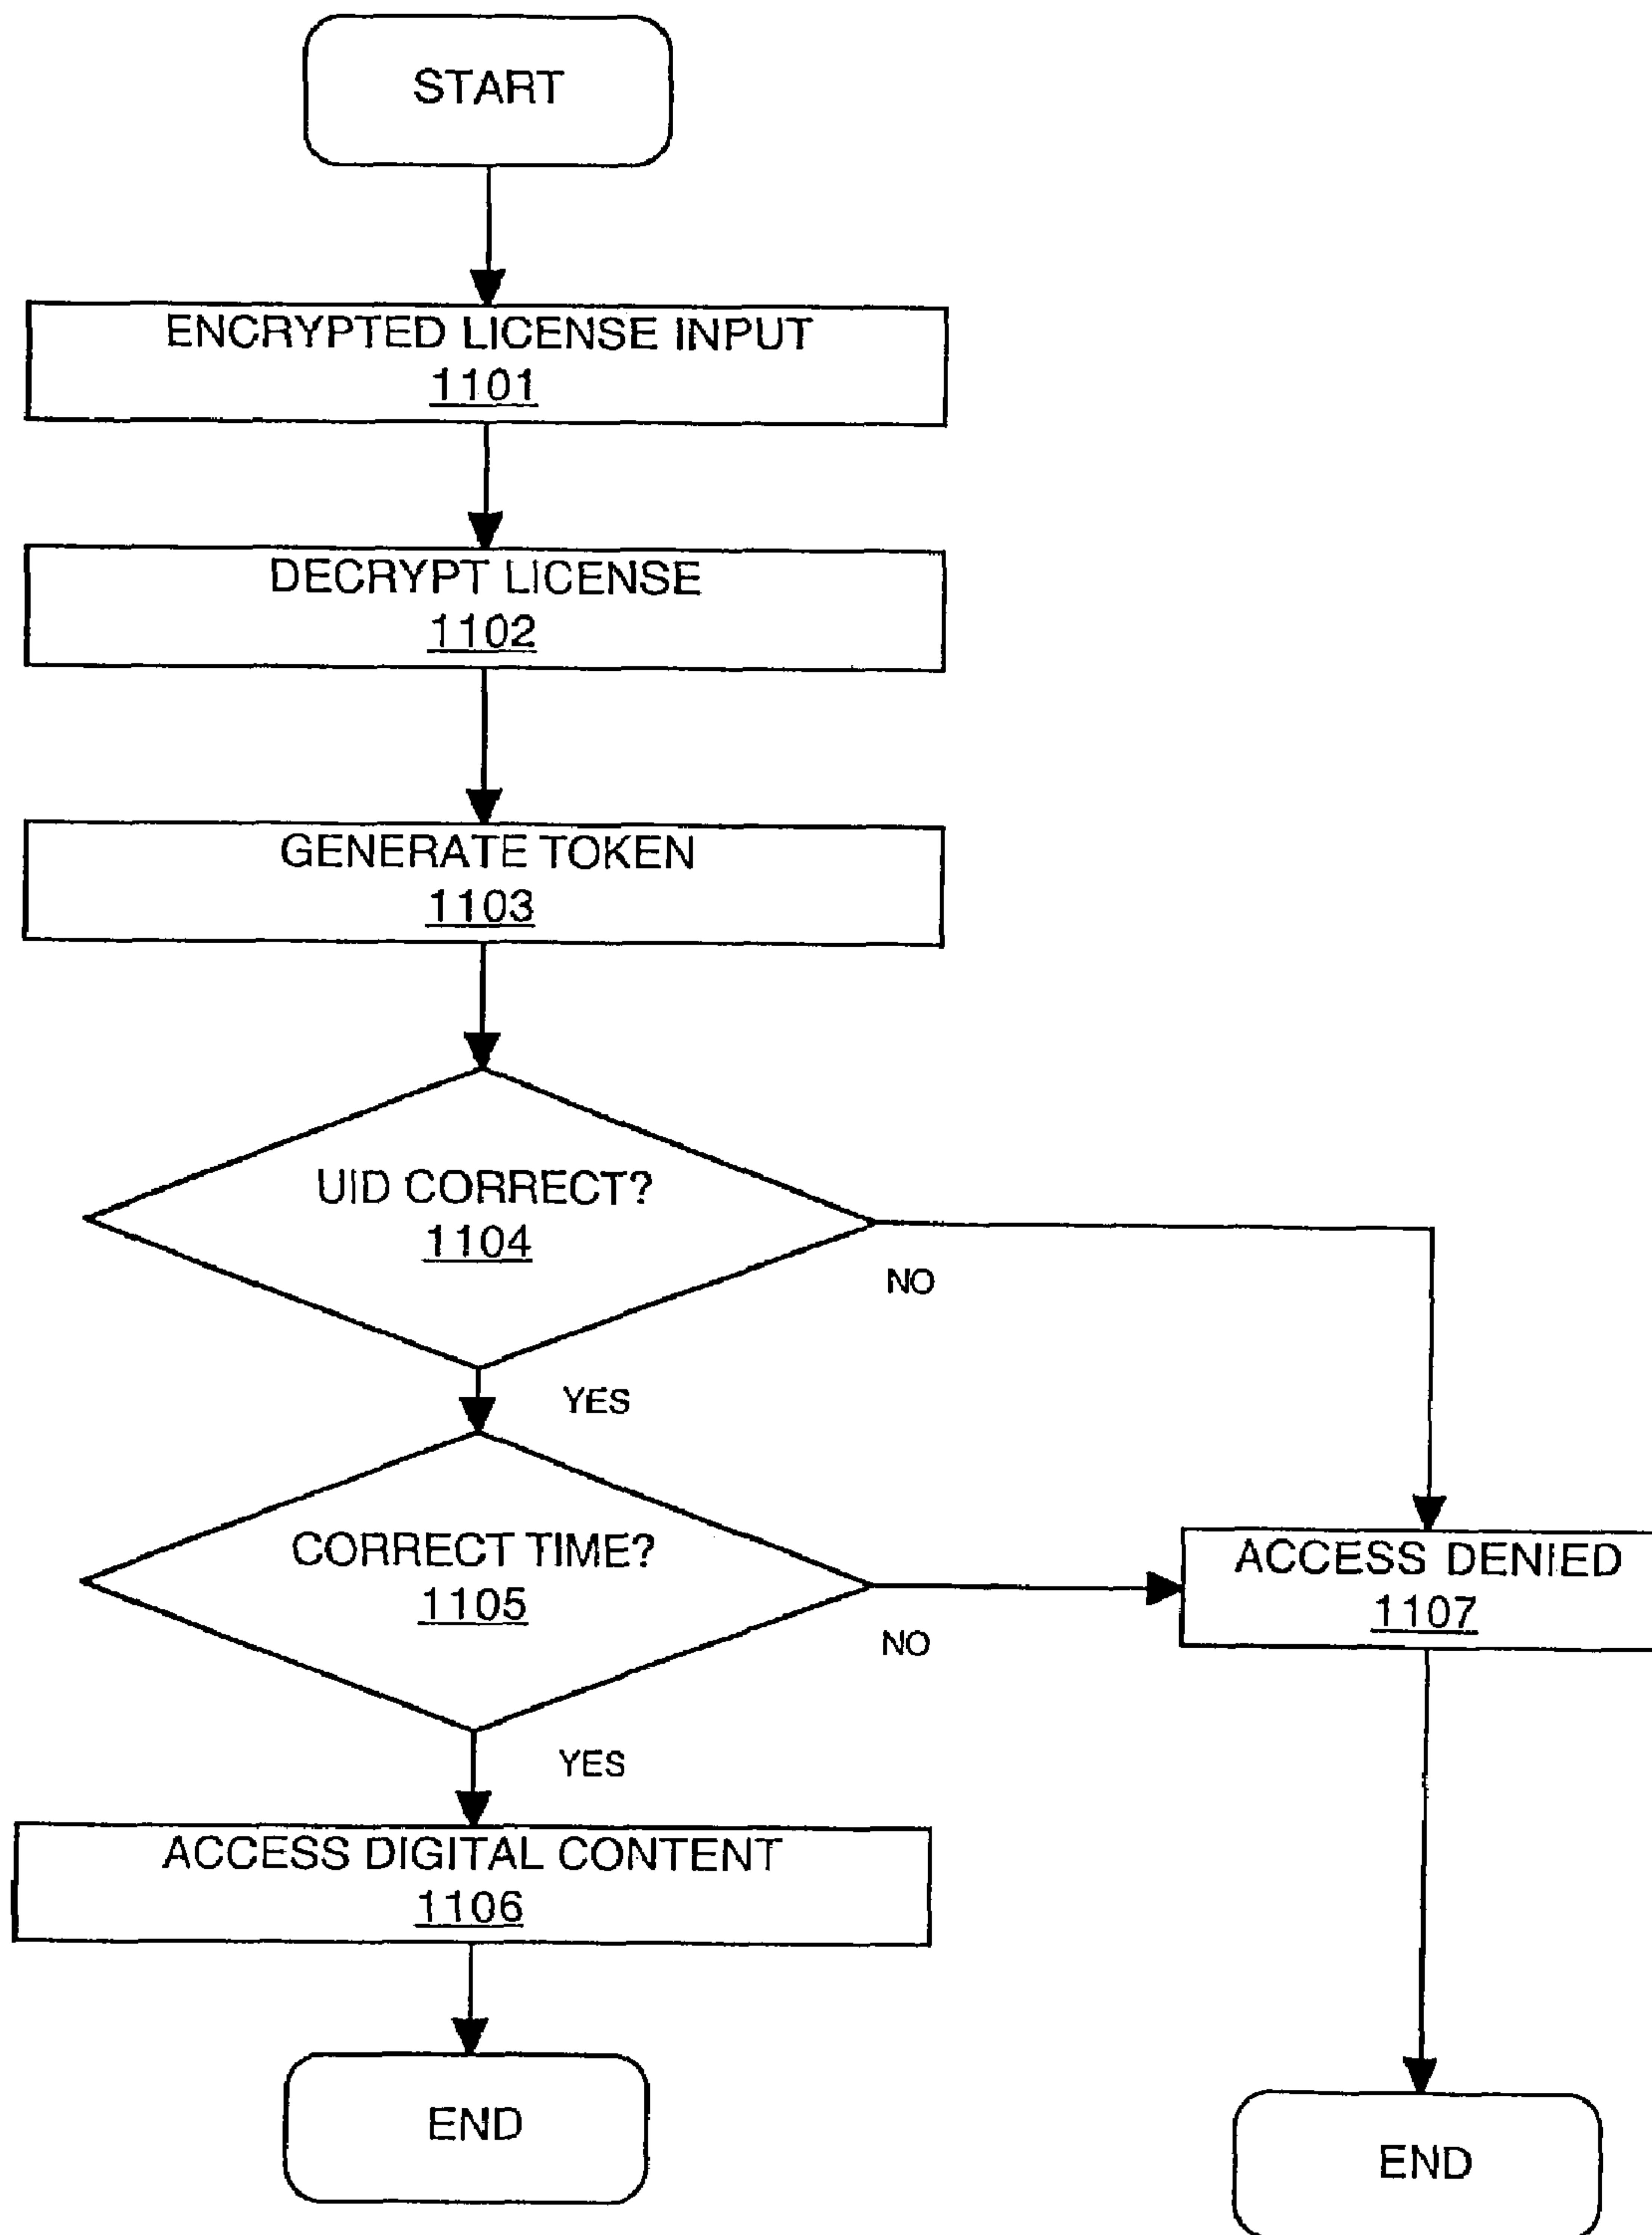 START
ENCRYPTED LICENSE INPUT
1101
DECRYPT LICENSE
1102
GENERATE TOKEN
1103
UID CORRECT?
1104
NO
YES
CORRECT TIME?
1105
NO
YES
ACCESS DENIED
1107
ACCESS DIGITAL CONTENT
1106
END
END